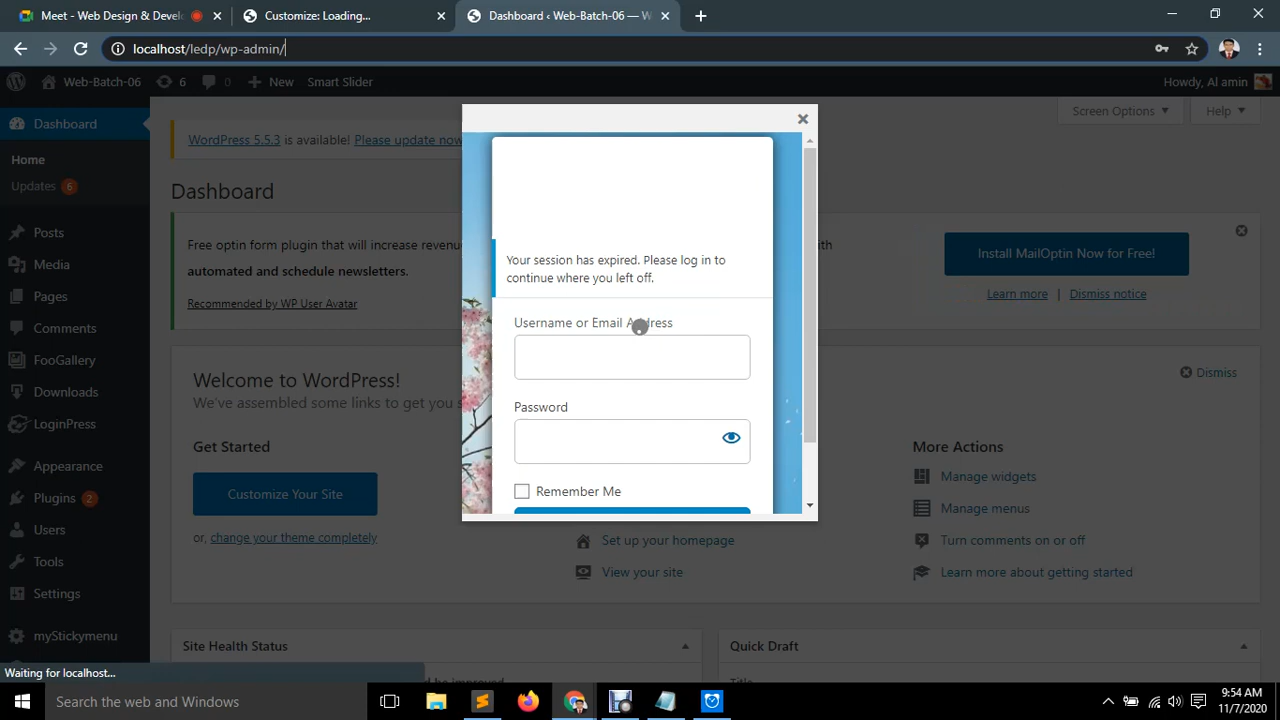 Meet - Web Design & Devel
Customize: Loading...
Dashboard ‹ Web-Batch-06 — W
localhost/ledp/wp-admin/
Web-Batch-06
6
0
New
Smart Slider
Howdy, Al amin
Dashboard
Home
Updates 6
Posts
Media
Pages
Comments
FooGallery
Downloads
LoginPress
Appearance
Plugins 2
Users
Tools
Settings
myStickymenu
Screen Options
Help
WordPress 5.5.3 is available! Please update now
Dashboard
Free optin form plugin that will increase revenu
ith
automated and schedule newsletters.
Recommended by WP User Avatar
Install MailOptin Now for Free!
Learn more | Dismiss notice
Welcome to WordPress!
We've assembled some links to get you s
Dismiss
Get Started
Customize Your Site
or, change your theme completely
Set up your homepage
View your site
More Actions
Manage widgets
Manage menus
Turn comments on or off
Learn more about getting started
Your session has expired. Please log in to
continue where you left off.
Username or Email Address
Password
Remember Me
Site Health Status
Quick Draft
Waiting for localhost...
Search the web and Windows
9:54 AM
11/7/2020